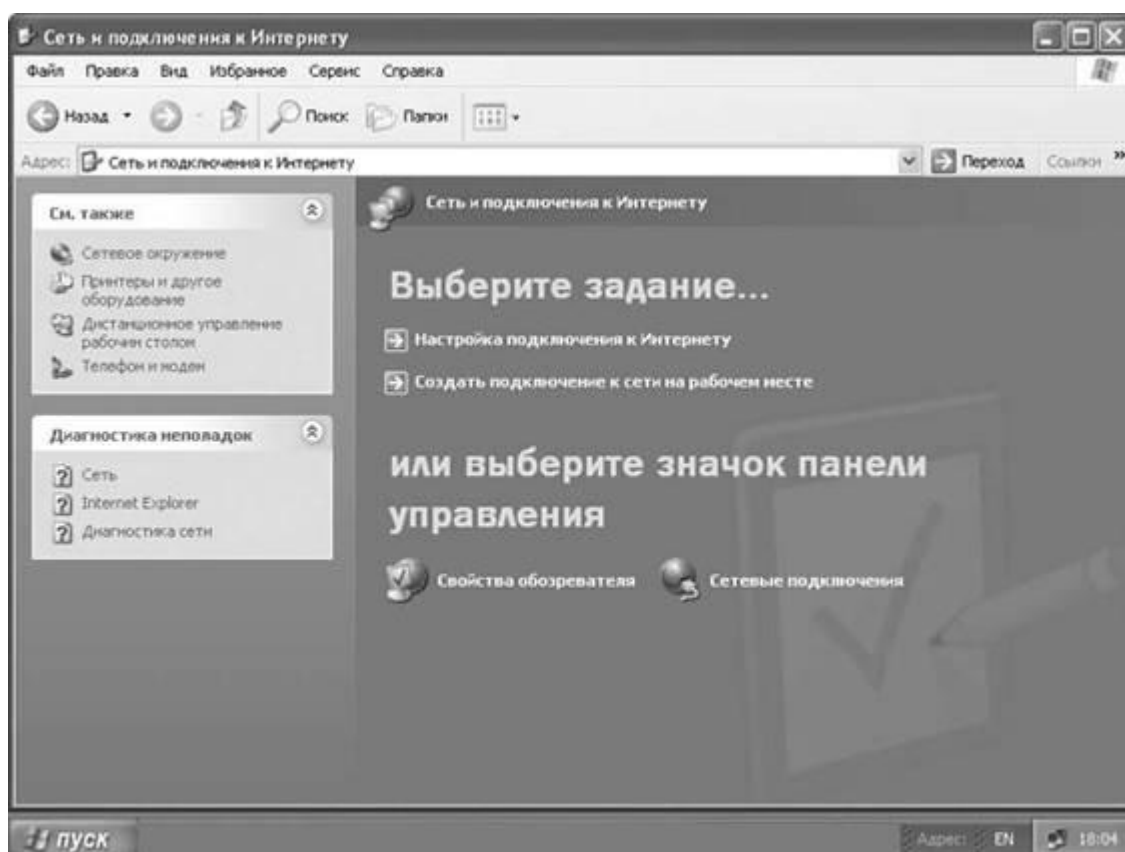 Сеть и подключения к Интернету
Файл Правка Вид Избранное Сервис Справка
Назад Поиск Папки
Адрес: Сеть и подключения к Интернету Переход Ссылки »
См. также
Сетевое окружение
Принтеры и другое
оборудование
Дистанционное управление
рабочим столом
Телефон и модем
Диагностика неполадок
Сеть
Internet Explorer
Диагностика сети
Сеть и подключения к Интернету
Выберите задание...
Настройка подключения к Интернету
Создать подключение к сети на рабочем месте
или выберите значок панели
управления
Свойства обозревателя Сетевые подключения
пуск Адрес: EN 18:04